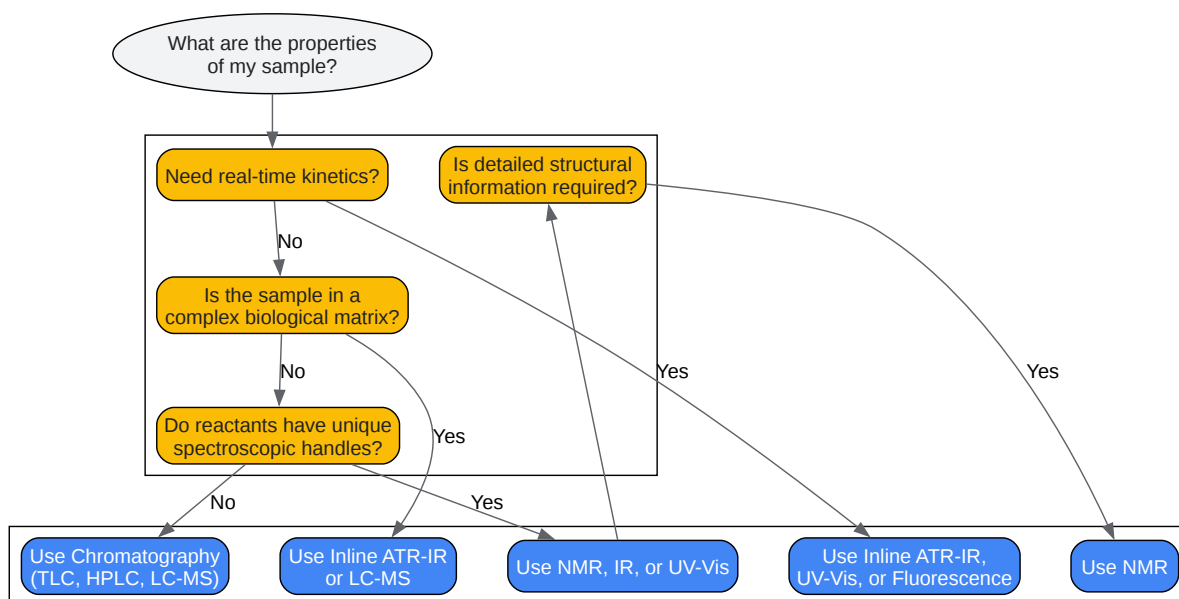 What are the properties
of my sample?
Need real-time kinetics?
Is detailed structural
information required?
No
Is the sample in a
complex biological matrix?
No
Yes
Yes
Do reactants have unique
spectroscopic handles?
Yes
No
Yes
Use Chromatography
(TLC, HPLC, LC-MS)
Use Inline ATR-IR
or LC-MS
Use NMR, IR, or UV-Vis
Use Inline ATR-IR,
UV-Vis, or Fluorescence
Use NMR